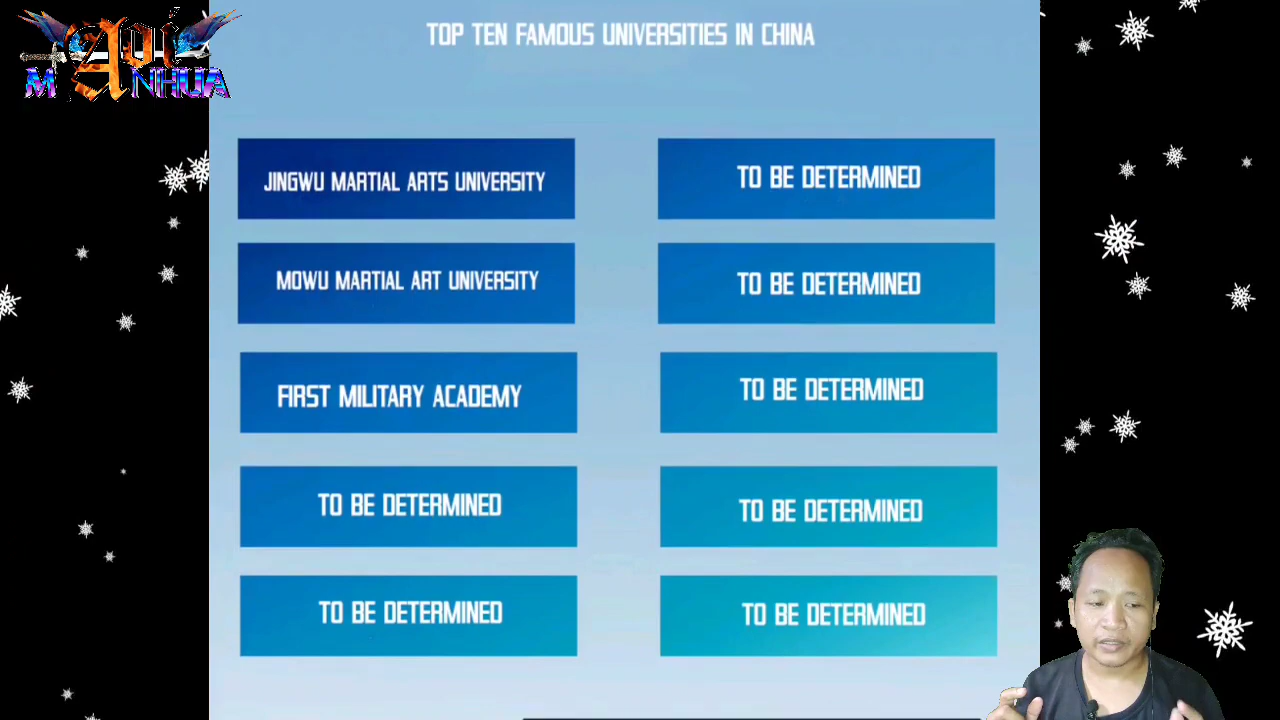 Aoi
MANHUA
TOP TEN FAMOUS UNIVERSITIES IN CHINA
JINGWU MARTIAL ARTS UNIVERSITY
TO BE DETERMINED
MOWU MARTIAL ART UNIVERSITY
TO BE DETERMINED
FIRST MILITARY ACADEMY
TO BE DETERMINED
TO BE DETERMINED
TO BE DETERMINED
TO BE DETERMINED
TO BE DETERMINED